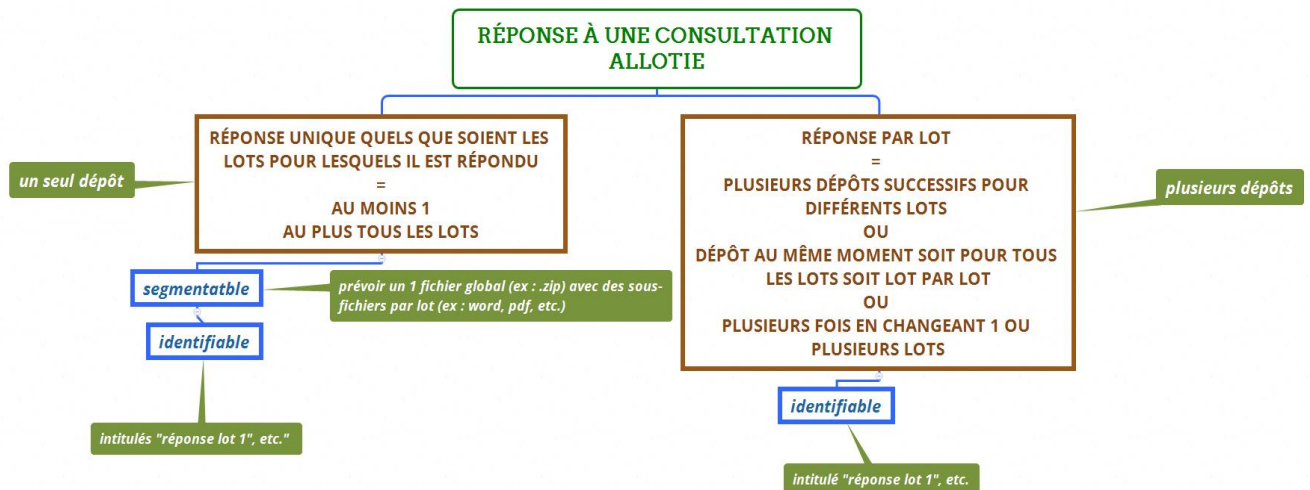 RÉPONSE À UNE CONSULTATION
ALLOTIE
RÉPONSE UNIQUE QUELS QUE SOIENT LES
LOTS POUR LESQUELS IL EST RÉPONDU
=
AU MOINS 1
AU PLUS TOUS LES LOTS
un seul dépôt
segmentatble
prévoir un 1 fichier global (ex : .zip) avec des sous-
fichiers par lot (ex : word, pdf, etc.)
identifiable
intitulés "réponse lot 1", etc."
RÉPONSE PAR LOT
=
PLUSIEURS DÉPÔTS SUCCESSIFS POUR
DIFFÉRENTS LOTS
OU
DÉPÔT AU MÊME MOMENT SOIT POUR TOUS
LES LOTS SOIT LOT PAR LOT
OU
PLUSIEURS FOIS EN CHANGEANT 1 OU
PLUSIEURS LOTS
plusieurs dépôts
identifiable
intitulé "réponse lot 1", etc.